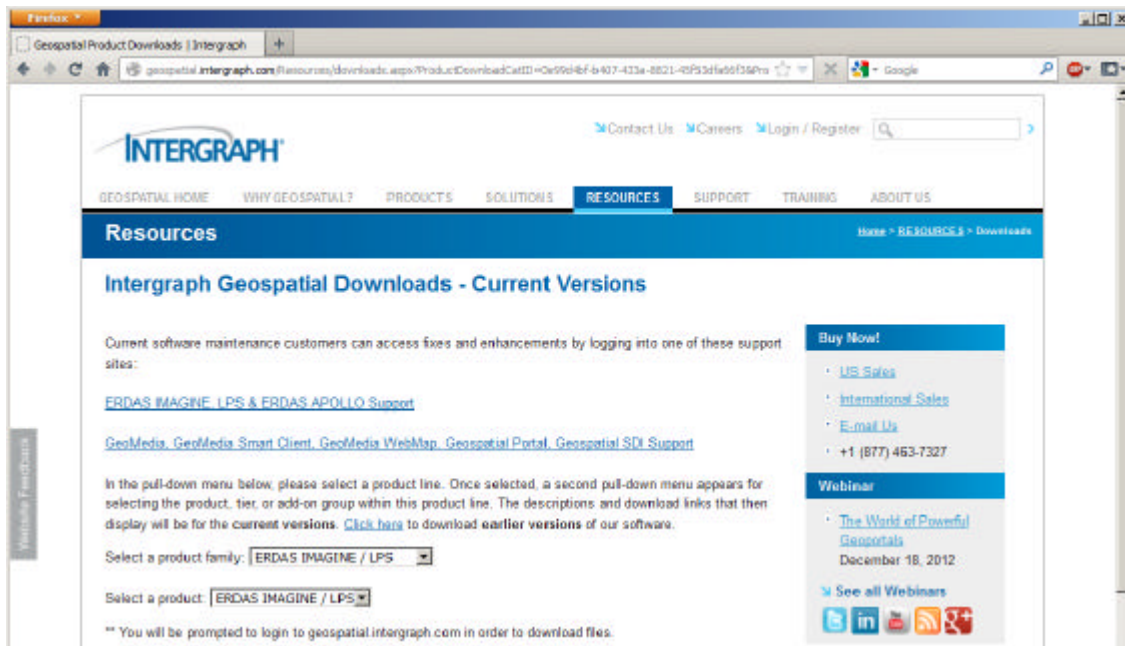 Firefox
Geospatial Product Downloads | Intergraph
Google
INTERGRAPH
Contact Us Careers Login / Register
GEOSPATIAL HOME WHY GEOSPATIAL? PRODUCTS SOLUTIONS RESOURCES SUPPORT TRAINING ABOUT US
Resources
Home > RESOURCES > Downloads
Intergraph Geospatial Downloads - Current Versions
Current software maintenance customers can access fixes and enhancements by logging into one of these support
sites:
ERDAS IMAGINE, LPS & ERDAS APOLLO Support
GeoMedia, GeoMedia Smart Client, GeoMedia WebMap, Geospatial Portal, Geospatial SDI Support
In the pull-down menu below, please select a product line. Once selected, a second pull-down menu appears for
selecting the product, tier, or add-on group within this product line. The descriptions and download links that then
display will be for the current versions. Click here to download earlier versions of our software.
Select a product family: ERDAS IMAGINE / LPS
Select a product: ERDAS IMAGINE / LPS
** You will be prompted to login to geospatial.intergraph.com in order to download files.
Buy Now!
US Sales
International Sales
E-mail Us
+1 (877) 463-7327
Webinar
The World of Powerful
Geoportals
December 18, 2012
See all Webinars
Website Feedback